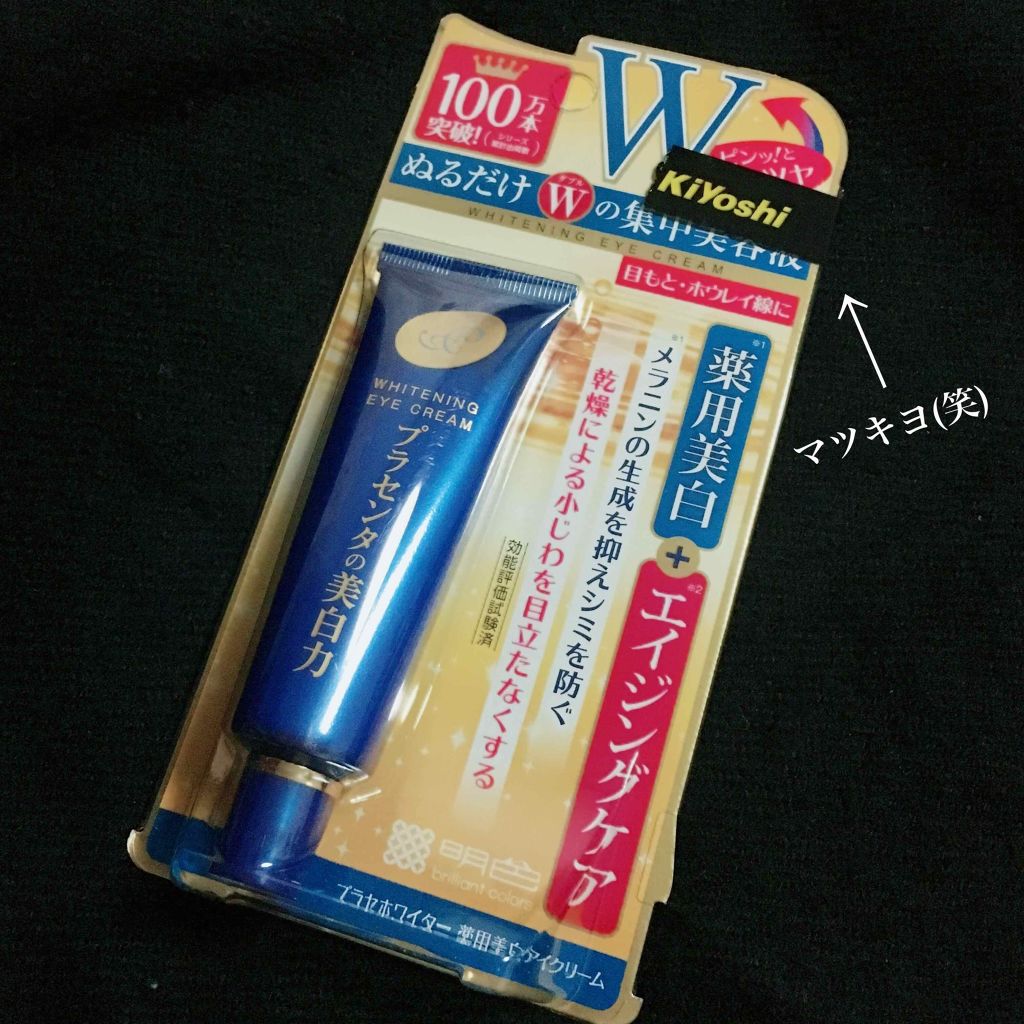 100万本
突破!(シリーズ累計出荷数)
W
ピンッ!と
ツヤ
KiYoshi
ぬるだけWダブルの集中美容液
WHITENING EYE CREAM
目もと・ホウレイ線に
※1
薬用美白
+
※2
エイジングケア
※1
メラニンの生成を抑えシミを防ぐ
乾燥による小じわを目立たなくする
効能評価試験済
WHITENING
EYE CREAM
プラセンタの美白力
明色
brilliant colors
プラセホワイター 薬用美白アイクリーム
マツキヨ(笑)